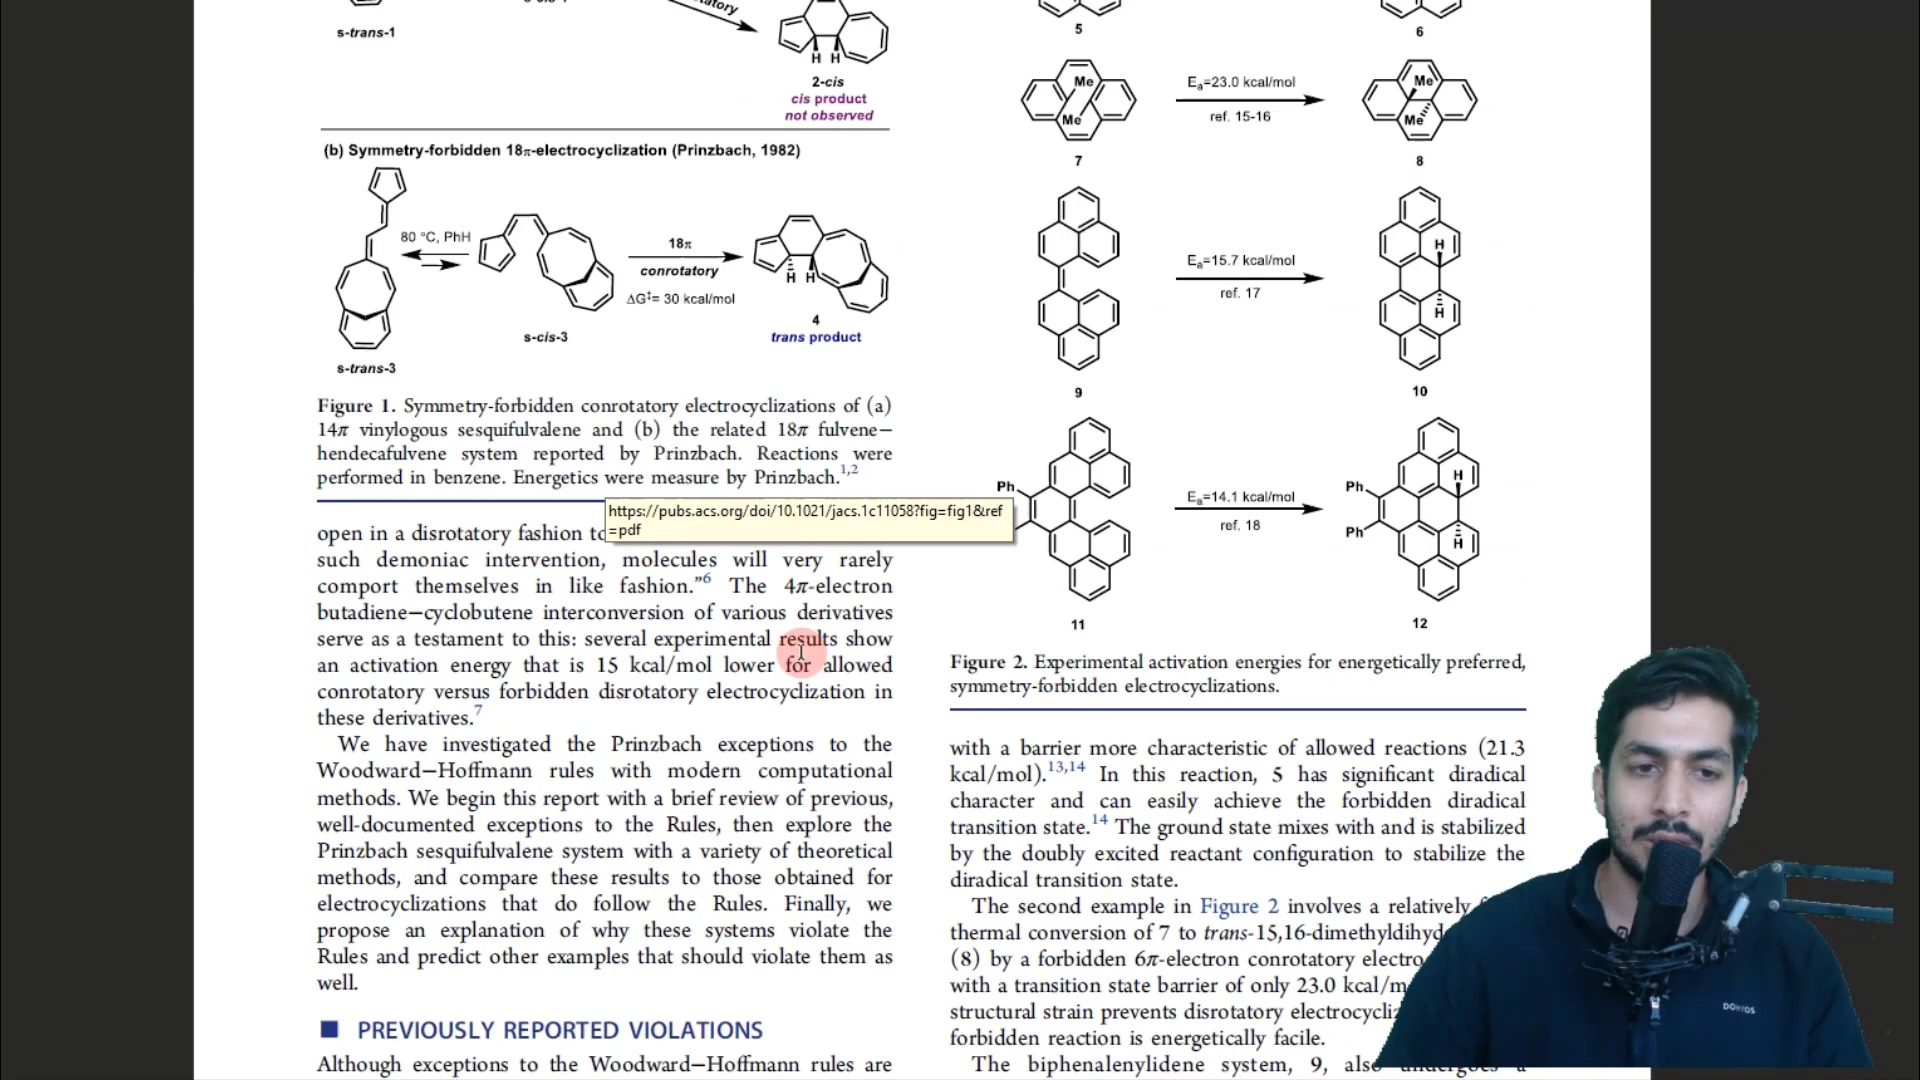 s-trans-1
H H
2-cis
cis product
not observed
(b) Symmetry-forbidden 18π-electrocyclization (Prinzbach, 1982)
80 °C, PhH
18π
conrotatory
ΔG‡= 30 kcal/mol
H H
s-cis-3
4
trans product
s-trans-3
Figure 1. Symmetry-forbidden conrotatory electrocyclizations of (a)
14π vinylogous sesquifulvalene and (b) the related 18π fulvene−
hendecafulvene system reported by Prinzbach. Reactions were
performed in benzene. Energetics were measure by Prinzbach.1,2
https://pubs.acs.org/doi/10.1021/jacs.1c11058?fig=fig1&ref
=pdf
open in a disrotatory fashion to
such demoniac intervention, molecules will very rarely
comport themselves in like fashion.”6 The 4π-electron
butadiene−cyclobutene interconversion of various derivatives
serve as a testament to this: several experimental results show
an activation energy that is 15 kcal/mol lower for allowed
conrotatory versus forbidden disrotatory electrocyclization in
these derivatives.7
We have investigated the Prinzbach exceptions to the
Woodward−Hoffmann rules with modern computational
methods. We begin this report with a brief review of previous,
well-documented exceptions to the Rules, then explore the
Prinzbach sesquifulvalene system with a variety of theoretical
methods, and compare these results to those obtained for
electrocyclizations that do follow the Rules. Finally, we
propose an explanation of why these systems violate the
Rules and predict other examples that should violate them as
well.
PREVIOUSLY REPORTED VIOLATIONS
Although exceptions to the Woodward−Hoffmann rules are
5
6
Me
Me
Ea=23.0 kcal/mol
ref. 15-16
Me
Me
7
8
Ea=15.7 kcal/mol
ref. 17
H
H
9
10
Ph
Ea=14.1 kcal/mol
ref. 18
Ph
Ph
H
H
11
12
Figure 2. Experimental activation energies for energetically preferred,
symmetry-forbidden electrocyclizations.
with a barrier more characteristic of allowed reactions (21.3
kcal/mol).13,14 In this reaction, 5 has significant diradical
character and can easily achieve the forbidden diradical
transition state.14 The ground state mixes with and is stabilized
by the doubly excited reactant configuration to stabilize the
diradical transition state.
The second example in Figure 2 involves a relatively
thermal conversion of 7 to trans-15,16-dimethyldihyd
(8) by a forbidden 6π-electron conrotatory electro
with a transition state barrier of only 23.0 kcal/m
structural strain prevents disrotatory electrocycli
forbidden reaction is energetically facile.
The biphenalenylidene system, 9, also undergoes a